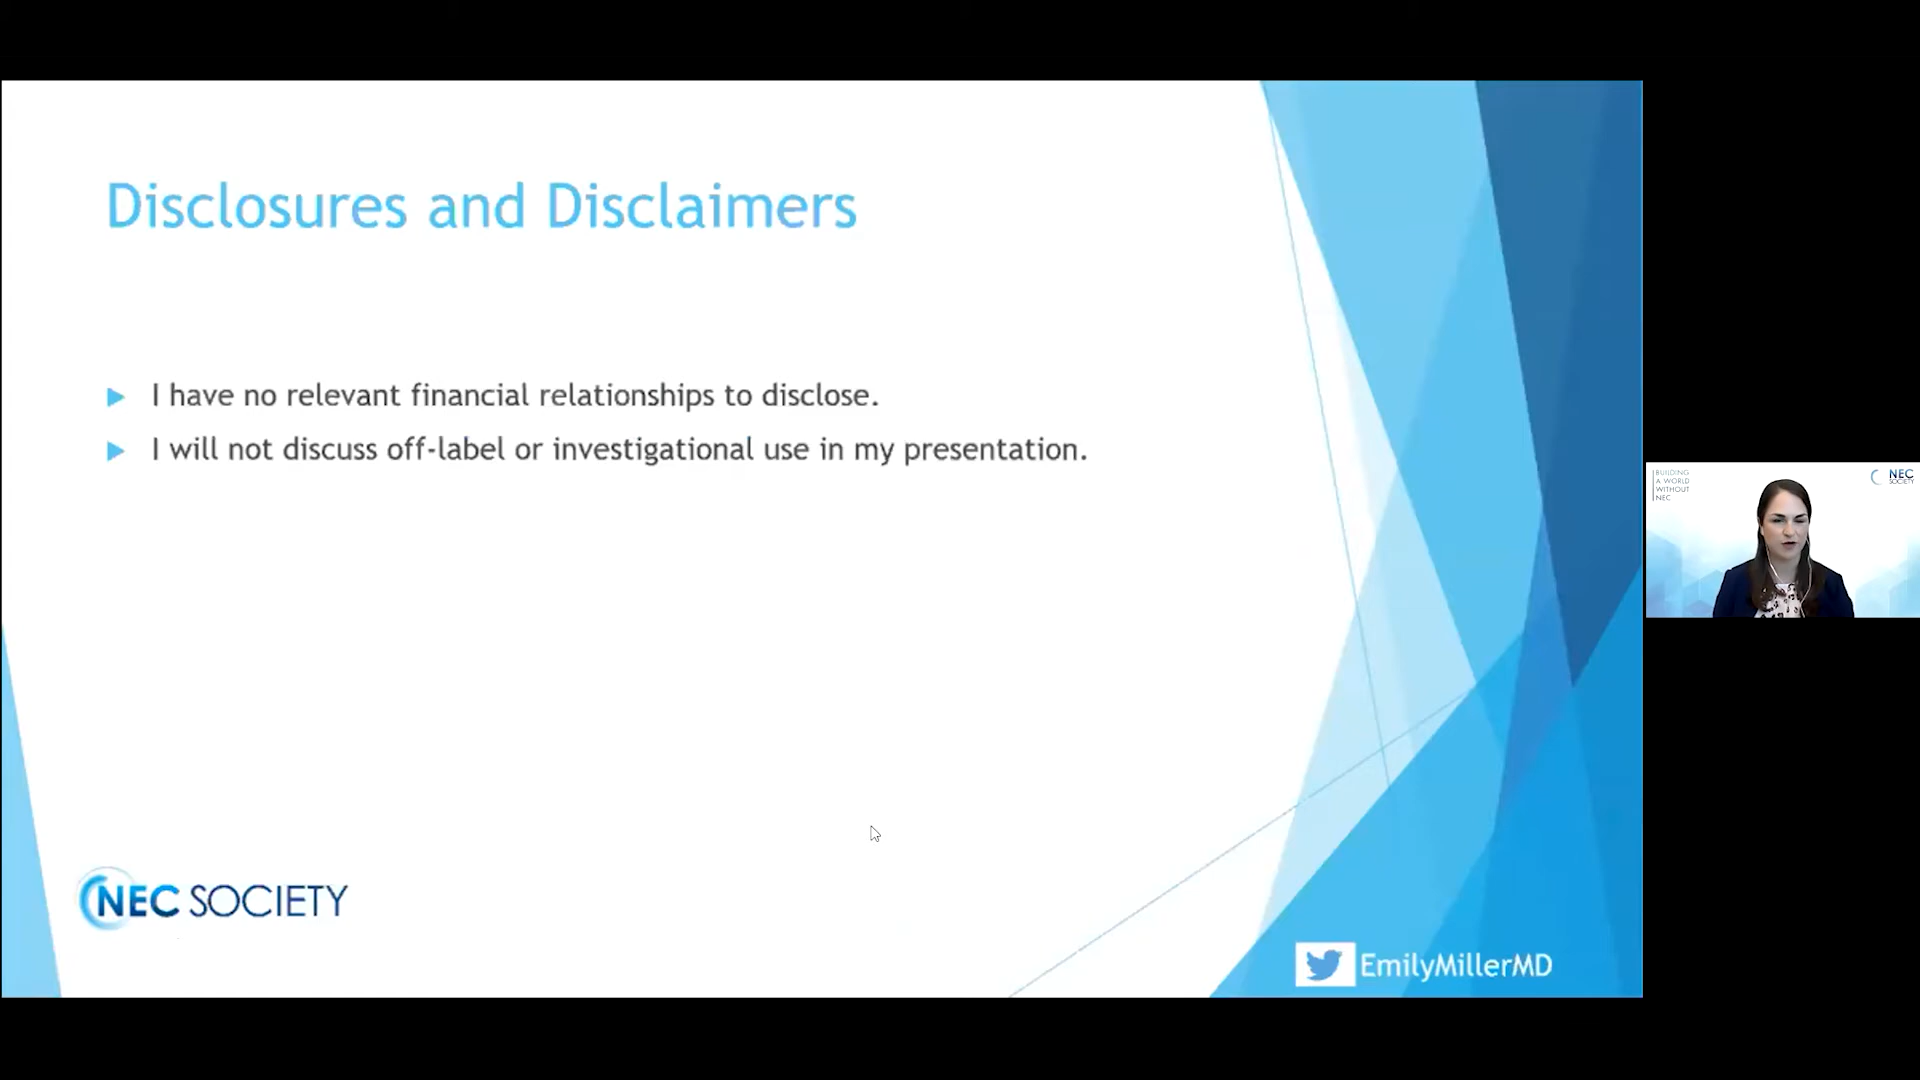 Disclosures and Disclaimers
I have no relevant financial relationships to disclose.
I will not discuss off-label or investigational use in my presentation.
NEC SOCIETY
EmilyMillerMD
BUILDING
A WORLD
WITHOUT
NEC
NEC
SOCIETY